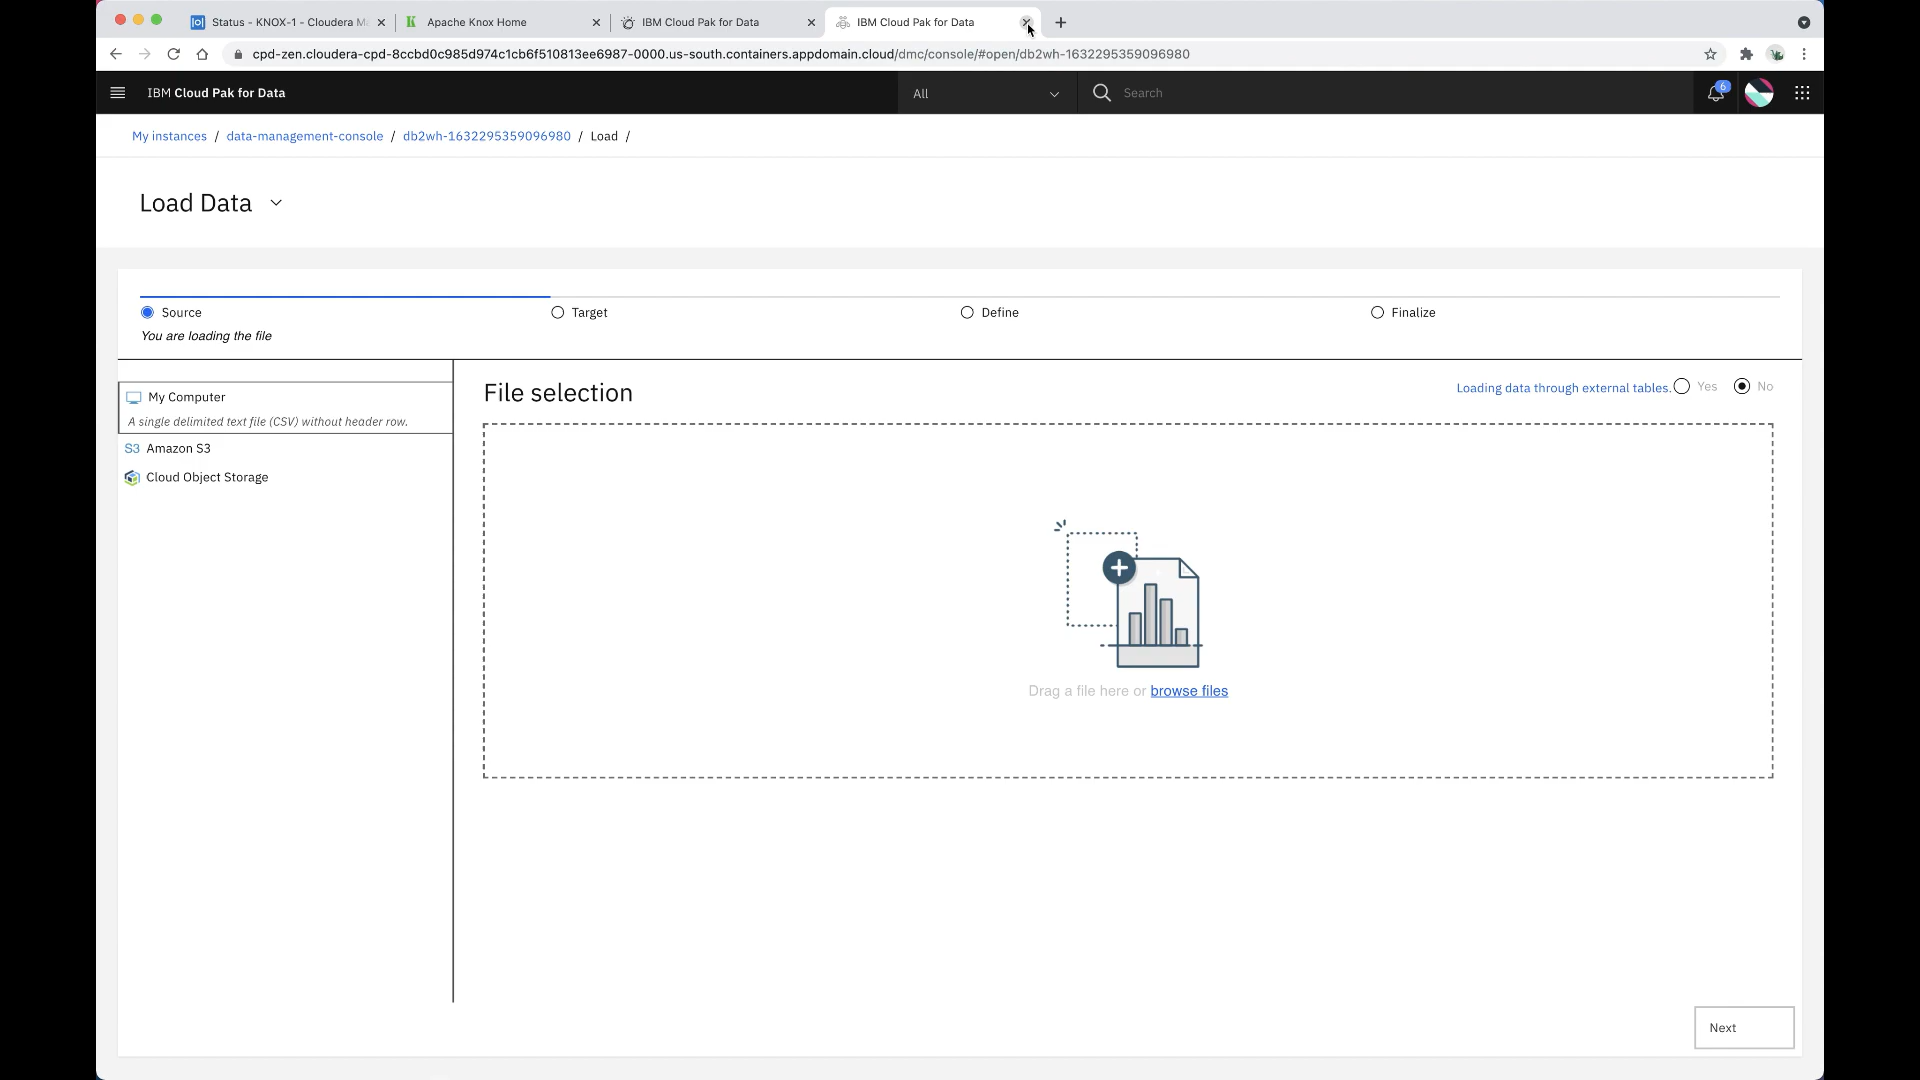 Status - KNOX-1 - Cloudera Ma
Apache Knox Home
IBM Cloud Pak for Data
IBM Cloud Pak for Data
cpd-zen.cloudera-cpd-8ccbd0c985d974c1cb6f510813ee6987-0000.us-south.containers.appdomain.cloud/dmc/console/#open/db2wh-1632295359096980
IBM Cloud Pak for Data
All
Search
6
My instances / data-management-console / db2wh-1632295359096980 / Load /
Load Data
Source
Target
Define
Finalize
You are loading the file
My Computer
A single delimited text file (CSV) without header row.
S3 Amazon S3
Cloud Object Storage
File selection
Loading data through external tables. Yes No
Drag a file here or browse files
Next